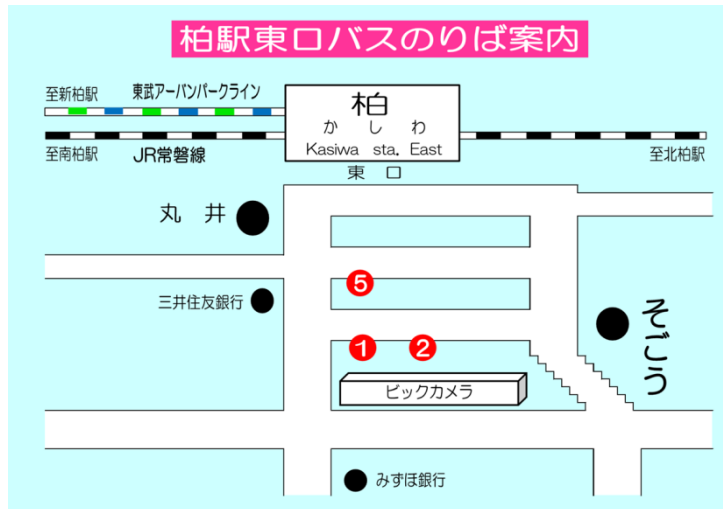 柏駅東口バスのりば案内
至新柏駅
東武アーバンパークライン
柏
か し わ
Kasiwa sta. East
東 口
至南柏駅
JR常磐線
至北柏駅
丸 井
三井住友銀行
5
そごう
1
2
ビックカメラ
みずほ銀行